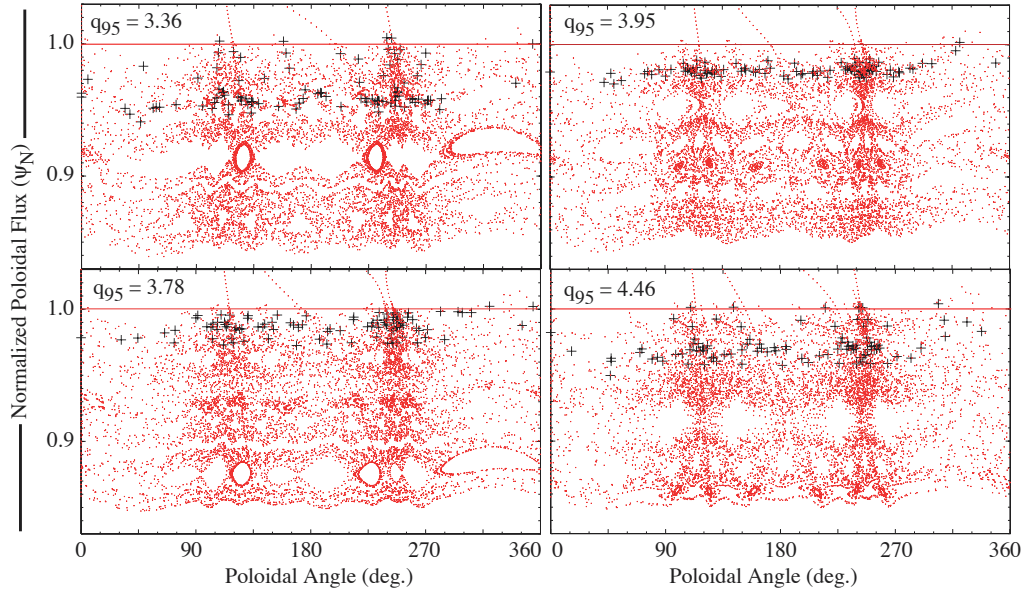 q95 = 3.36
q95 = 3.95
1.0
0.9
q95 = 3.78
q95 = 4.46
1.0
0.9
Normalized Poloidal Flux (ψN)
0 90 180 270 360
90 180 270 360
Poloidal Angle (deg.)
Poloidal Angle (deg.)